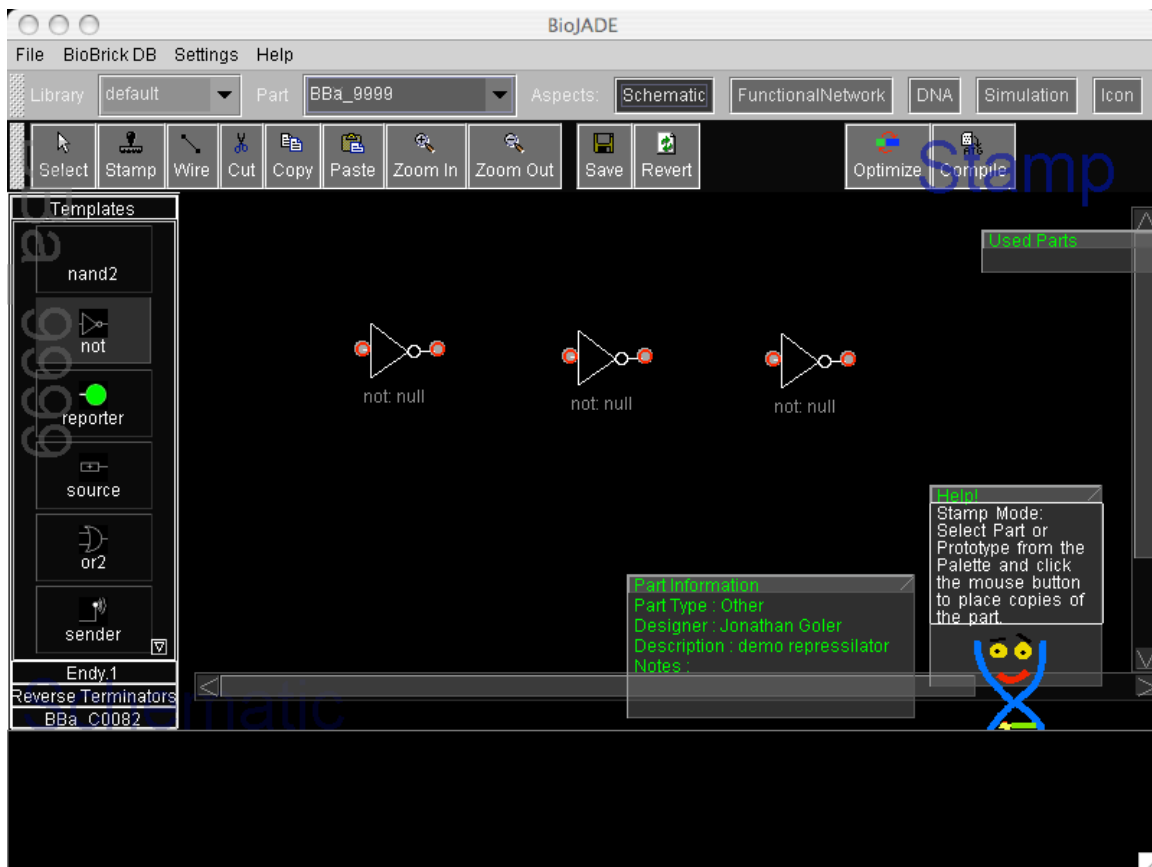 BioJADE
File BioBrick DB Settings Help
Library default Part BBa_9999 Aspects: Schematic FunctionalNetwork DNA Simulation Icon
Select Stamp Wire Cut Copy Paste Zoom In Zoom Out Save Revert Optimize Compile
Stamp
Templates
nand2
not
reporter
source
or2
sender
Endy.1
Reverse Terminators
BBa_C0082
Schematic
BBa 9999
not: null
not: null
not: null
Used Parts
Part Information
Part Type : Other
Designer : Jonathan Goler
Description : demo repressilator
Notes :
Help!
Stamp Mode:
Select Part or
Prototype from the
Palette and click
the mouse button
to place copies of
the part.